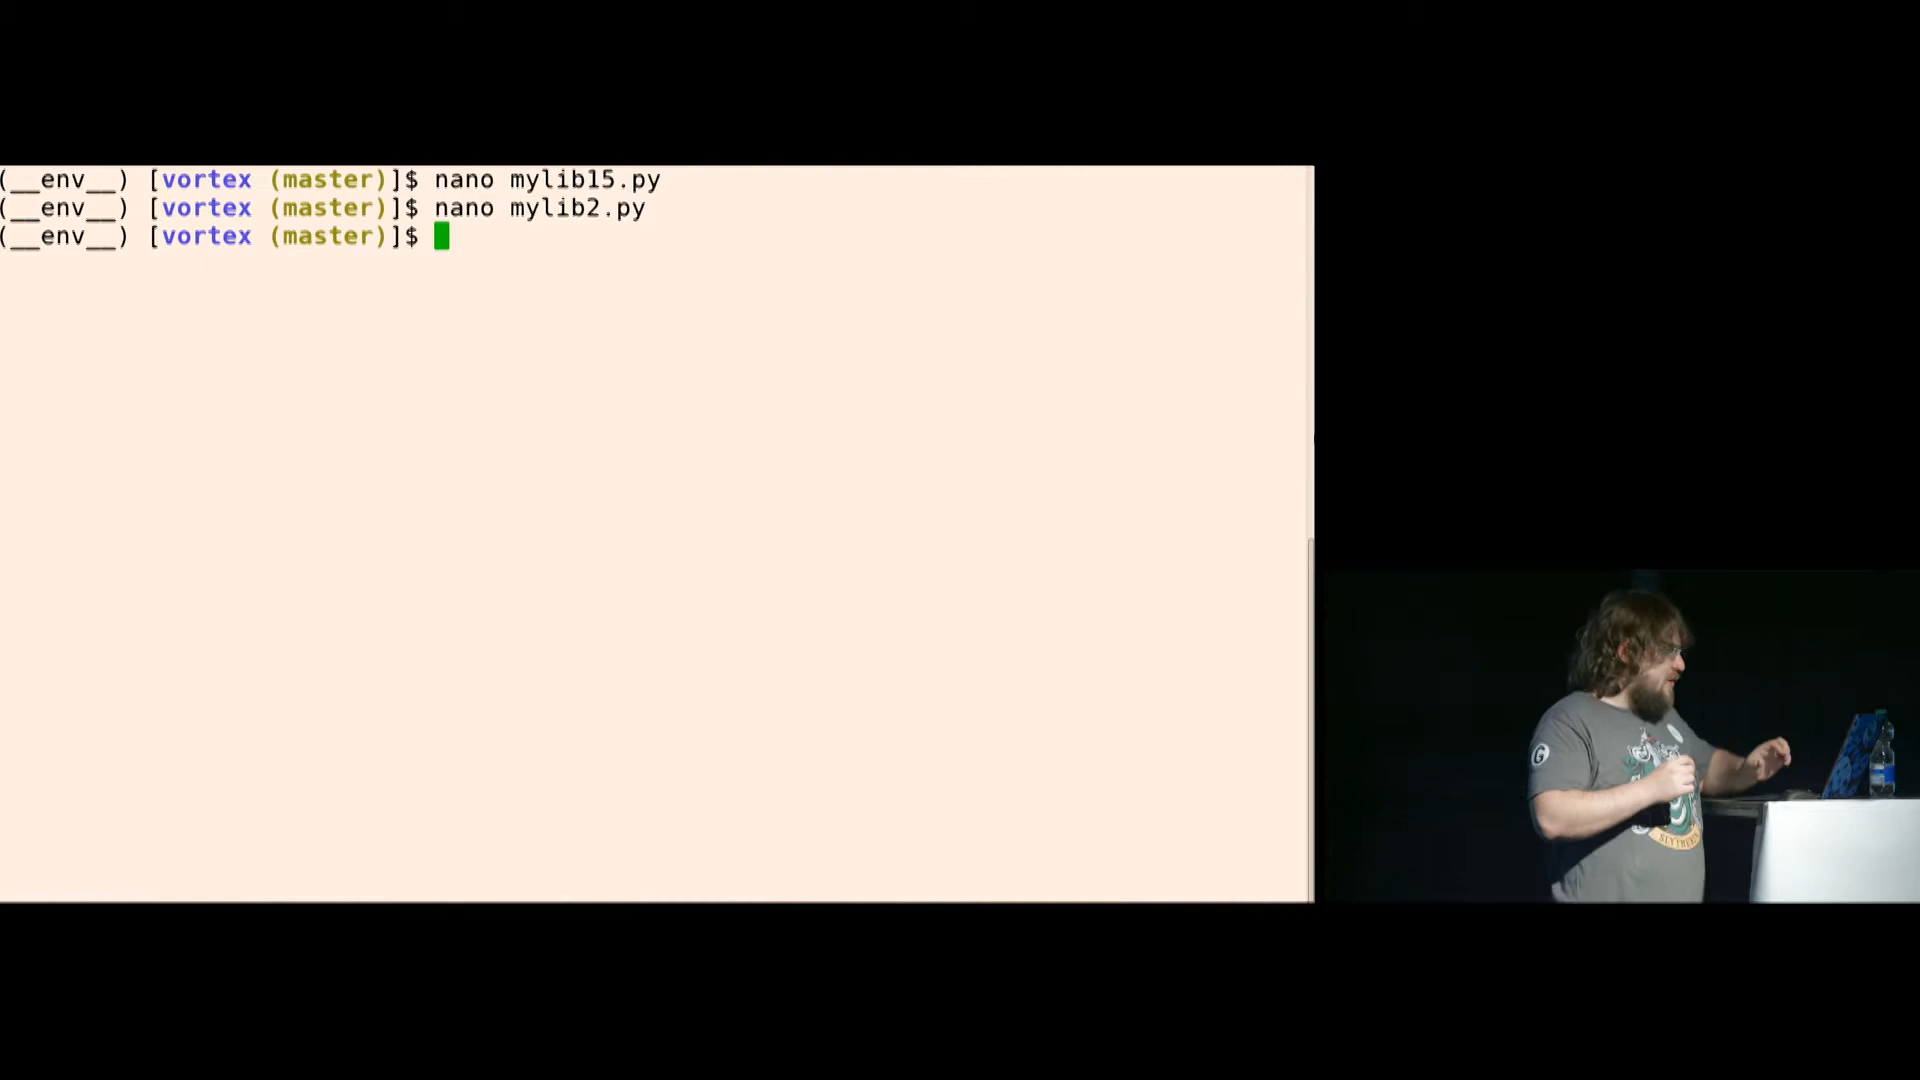 (__env__) [vortex (master)]$ nano mylib15.py
(__env__) [vortex (master)]$ nano mylib2.py
(__env__) [vortex (master)]$
G